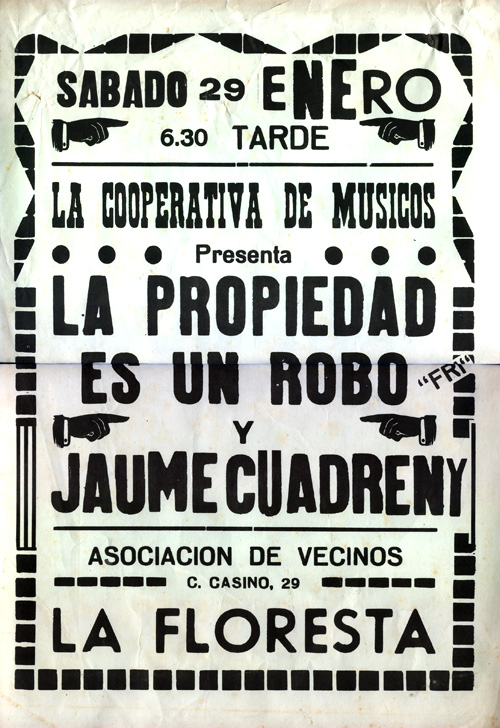 SABADO 29 ENERO
6.30 TARDE
LA COOPERATIVA DE MUSICOS
Presenta
LA PROPIEDAD
ES UN ROBO "FRI"
Y
JAUME CUADRENY
ASOCIACION DE VECINOS
C. CASINO, 29
LA FLORESTA